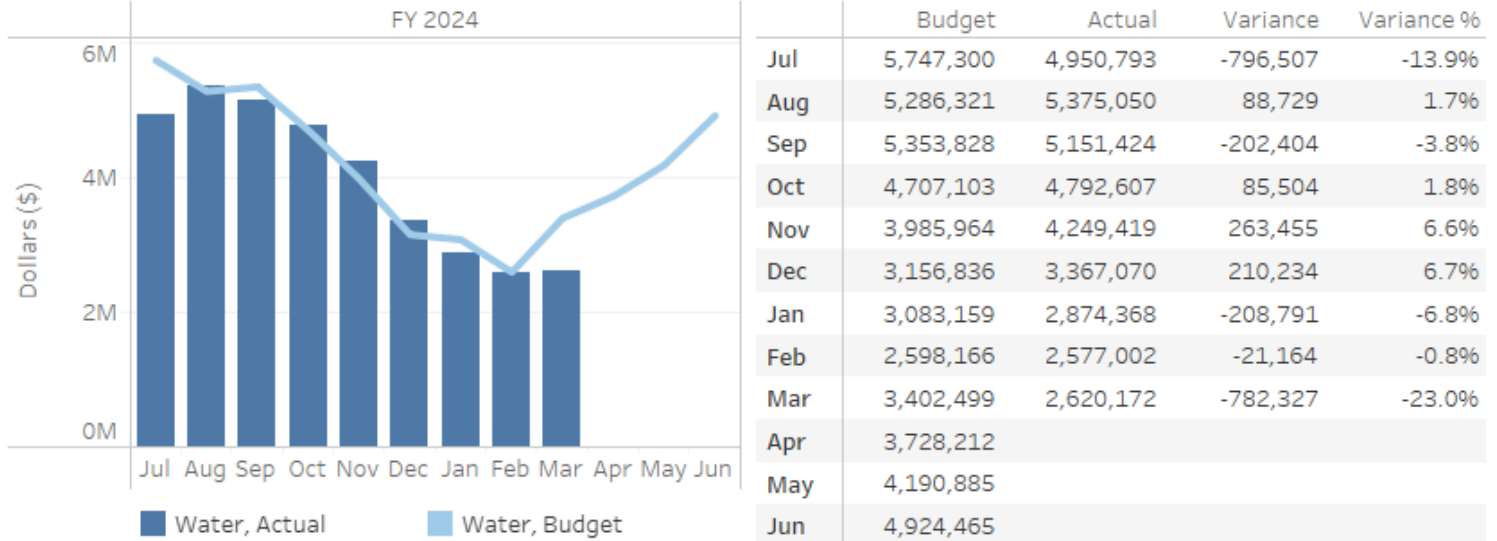 FY 2024
6M
4M
2M
0M
Dollars ($)
Jul Aug Sep Oct Nov Dec Jan Feb Mar Apr May Jun
Water, Actual Water, Budget
Budget Actual Variance Variance %
Jul 5,747,300 4,950,793 -796,507 -13.9%
Aug 5,286,321 5,375,050 88,729 1.7%
Sep 5,353,828 5,151,424 -202,404 -3.8%
Oct 4,707,103 4,792,607 85,504 1.8%
Nov 3,985,964 4,249,419 263,455 6.6%
Dec 3,156,836 3,367,070 210,234 6.7%
Jan 3,083,159 2,874,368 -208,791 -6.8%
Feb 2,598,166 2,577,002 -21,164 -0.8%
Mar 3,402,499 2,620,172 -782,327 -23.0%
Apr 3,728,212
May 4,190,885
Jun 4,924,465